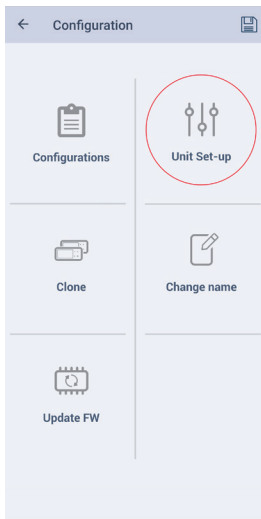 Configuration
Configurations
Unit Set-up
Clone
Change name
Update FW